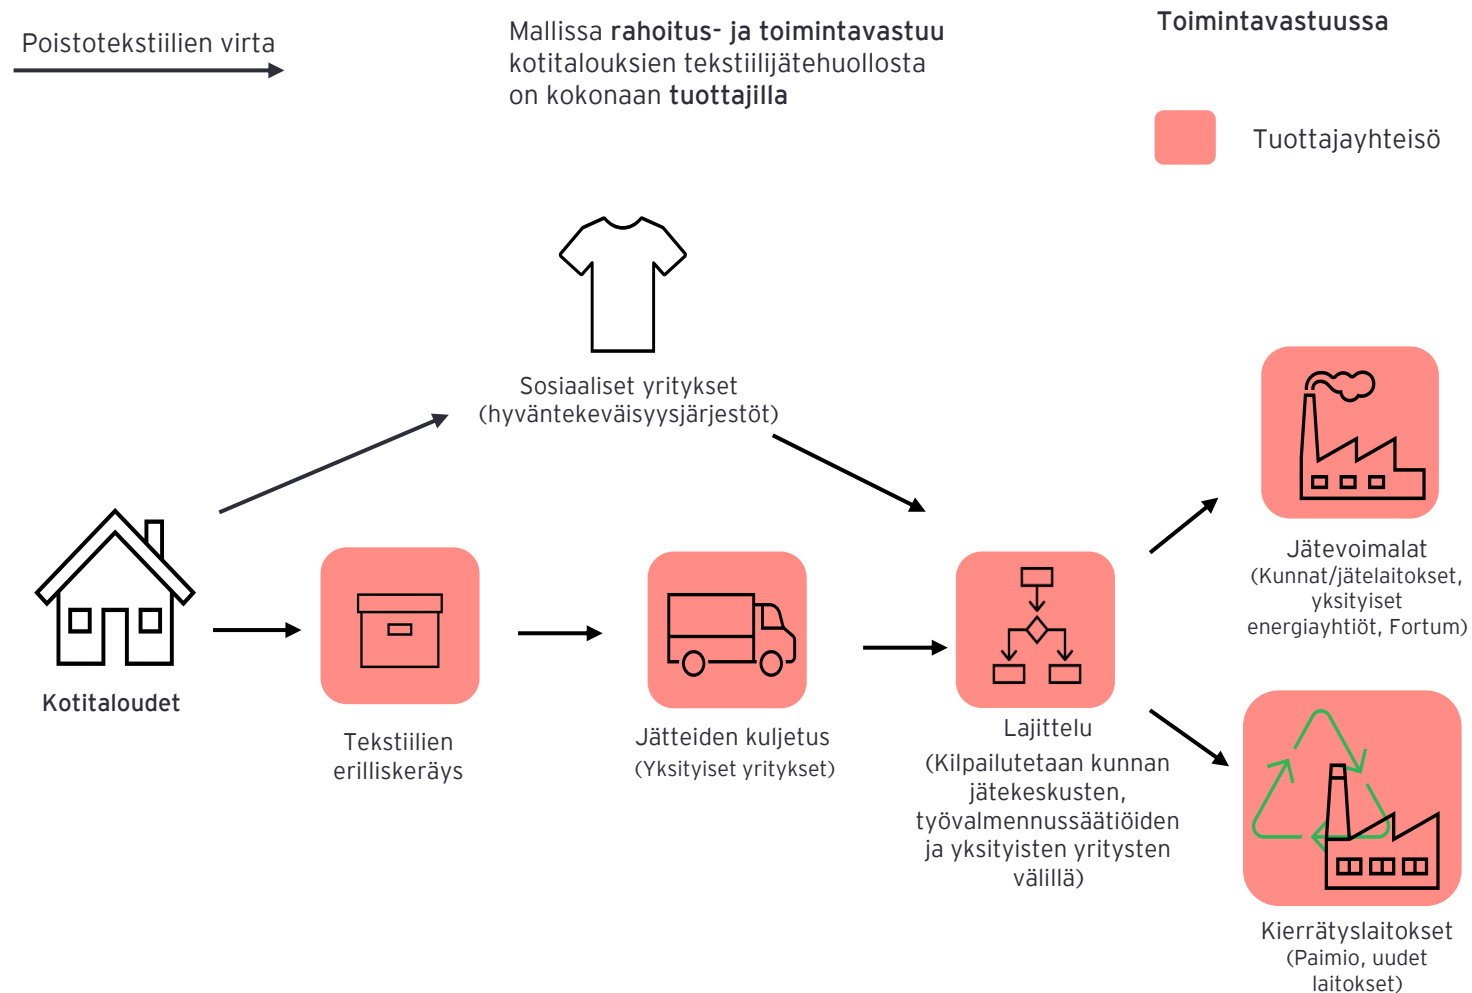 Poistotekstiilien virta
Mallissa rahoitus- ja toimintavastuu
kotitalouksien tekstiilijätehuollosta
on kokonaan tuottajilla
Toimintavastuussa
Tuottajayhteisö
Sosiaaliset yritykset
(hyväntekeväisyysjärjestöt)
Kotitaloudet
Tekstiilien
erilliskeräys
Jätteiden kuljetus
(Yksityiset yritykset)
Lajittelu
(Kilpailutetaan kunnan
jätekeskusten,
työvalmennussäätiöiden
ja yksityisten yritysten
välillä)
Jätevoimalat
(Kunnat/jätelaitokset,
yksityiset
energiayhtiöt, Fortum)
Kierrätyslaitokset
(Paimio, uudet
laitokset)